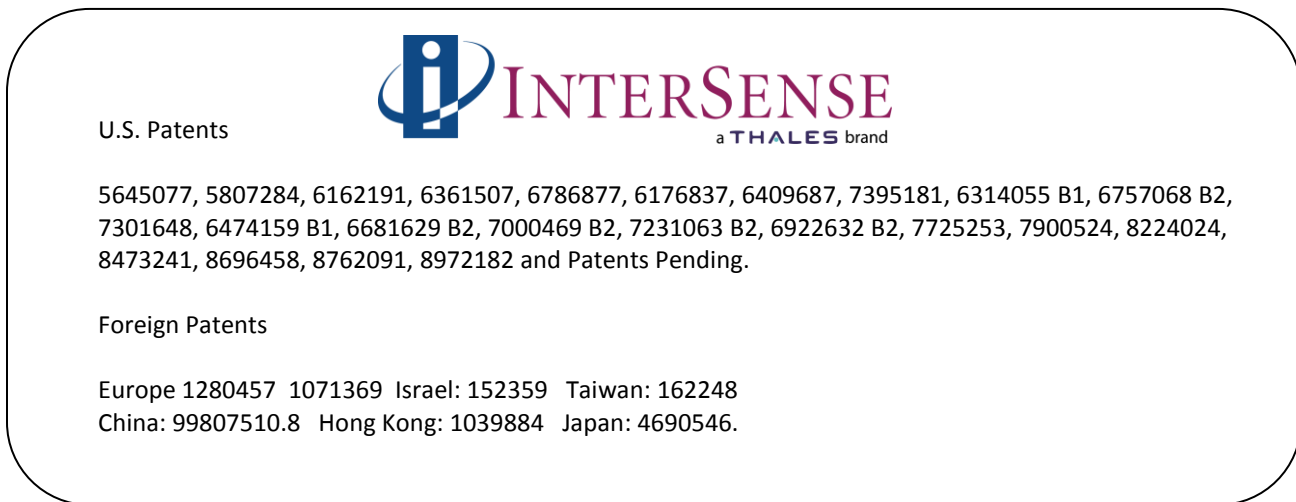 INTERSENSE
a THALES brand
U.S. Patents
5645077, 5807284, 6162191, 6361507, 6786877, 6176837, 6409687, 7395181, 6314055 B1, 6757068 B2,
7301648, 6474159 B1, 6681629 B2, 7000469 B2, 7231063 B2, 6922632 B2, 7725253, 7900524, 8224024,
8473241, 8696458, 8762091, 8972182 and Patents Pending.
Foreign Patents
Europe 1280457  1071369  Israel: 152359   Taiwan: 162248
China: 99807510.8   Hong Kong: 1039884   Japan: 4690546.